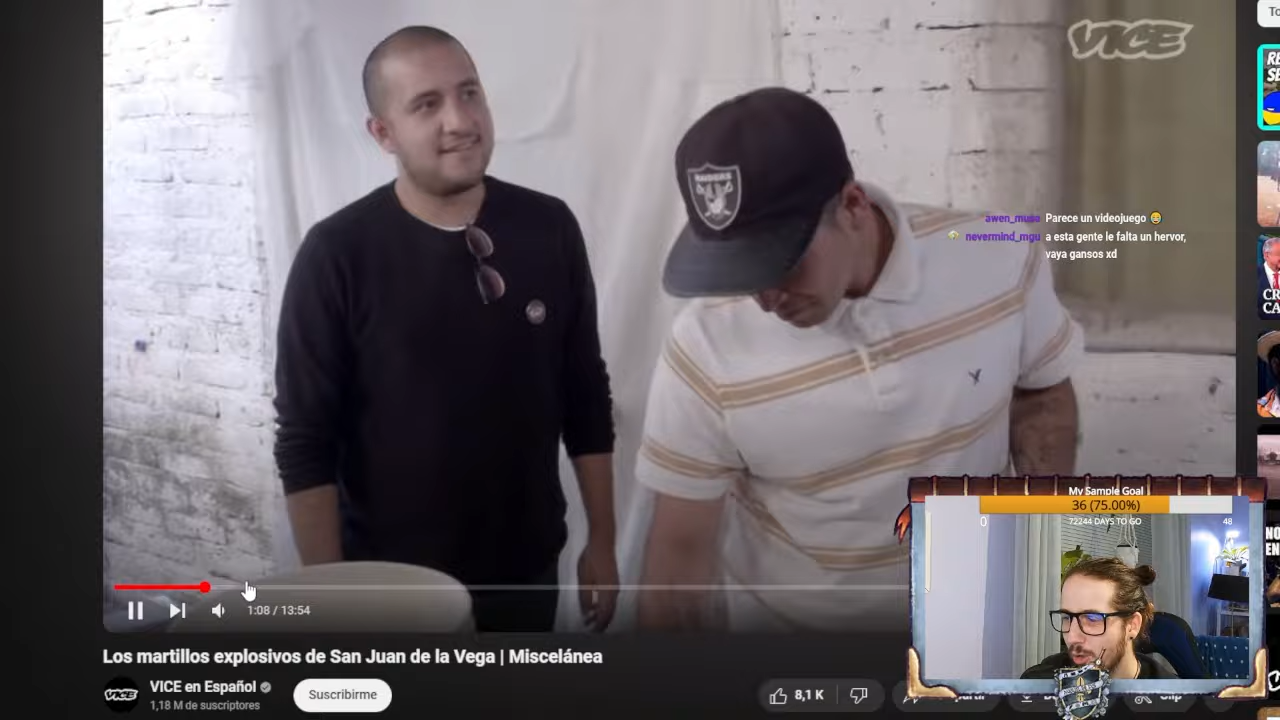 VICE
RAIDERS
awen_musa Parece un videojuego 😂
nevermind_mgu a esta gente le falta un hervor,
vaya gansos xd
My Sample Goal
36 (75.00%)
0 72244 DAYS TO GO 48
1:08 / 13:54
Los martillos explosivos de San Juan de la Vega | Miscelánea
VICE en Español
1,18 M de suscriptores
Suscribirme
8,1 K
Clip